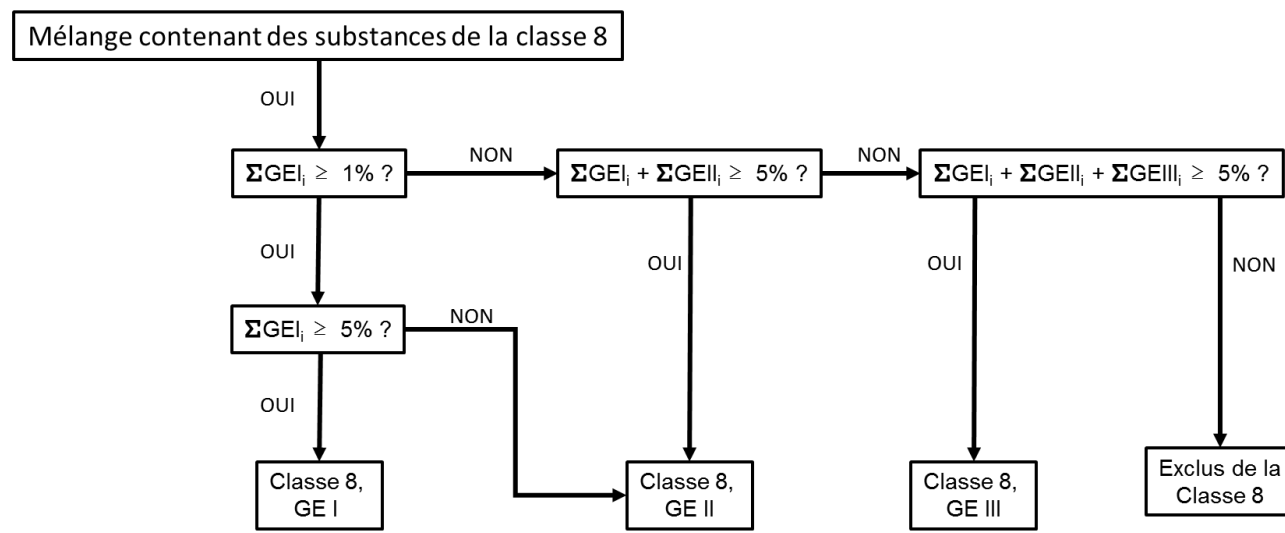 Mélange contenant des substances de la classe 8
OUI
ΣGEIᵢ ≥ 1% ?
NON
ΣGEIᵢ + ΣGEIIᵢ ≥ 5% ?
NON
ΣGEIᵢ + ΣGEIIᵢ + ΣGEIIIᵢ ≥ 5% ?
OUI
OUI
OUI
NON
ΣGEIᵢ ≥ 5% ?
NON
OUI
Classe 8,
GE I
Classe 8,
GE II
Classe 8,
GE III
Exclus de la
Classe 8